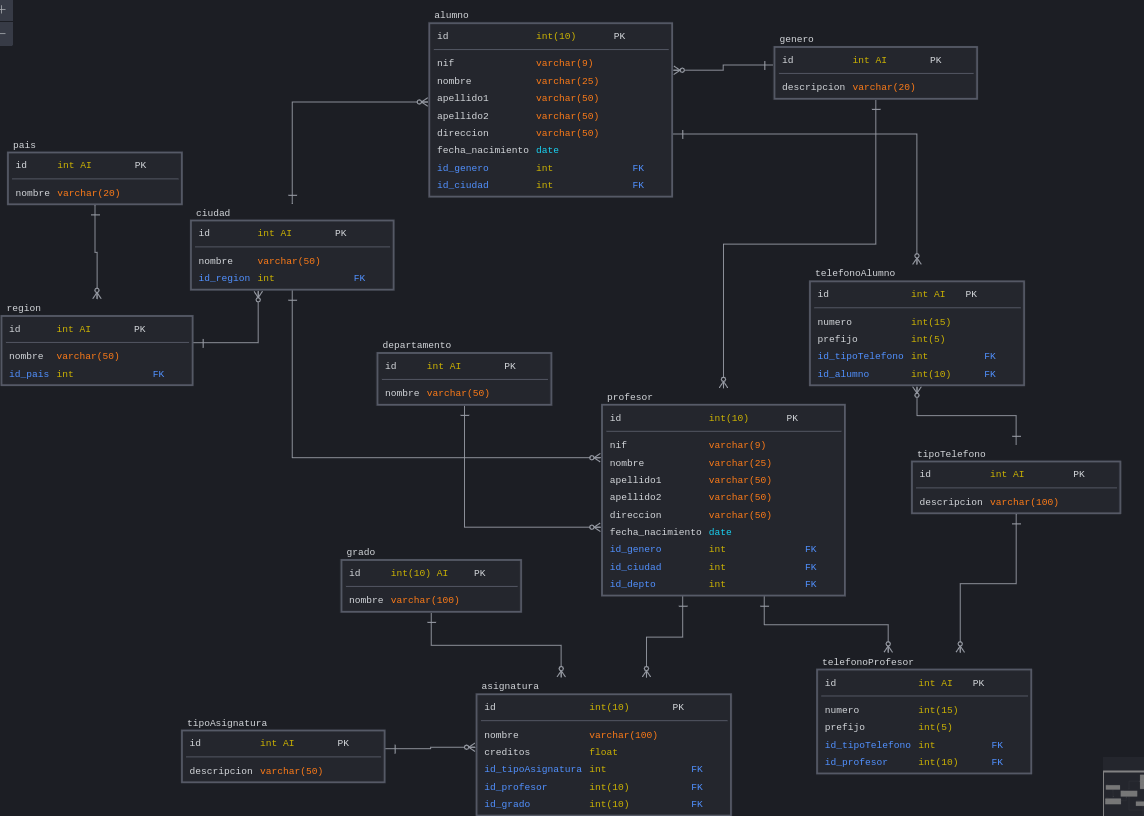 alumno
id int(10) PK
nif varchar(9)
nombre varchar(25)
apellido1 varchar(50)
apellido2 varchar(50)
direccion varchar(50)
fecha_nacimiento date
id_genero int FK
id_ciudad int FK
genero
id int AI PK
descripcion varchar(20)
pais
id int AI PK
nombre varchar(20)
ciudad
id int AI PK
nombre varchar(50)
id_region int FK
region
id int AI PK
nombre varchar(50)
id_pais int FK
telefonoAlumno
id int AI PK
numero int(15)
prefijo int(5)
id_tipoTelefono int FK
id_alumno int(10) FK
departamento
id int AI PK
nombre varchar(50)
profesor
id int(10) PK
nif varchar(9)
nombre varchar(25)
apellido1 varchar(50)
apellido2 varchar(50)
direccion varchar(50)
fecha_nacimiento date
id_genero int FK
id_ciudad int FK
id_depto int FK
tipoTelefono
id int AI PK
descripcion varchar(100)
grado
id int(10) AI PK
nombre varchar(100)
telefonoProfesor
id int AI PK
numero int(15)
prefijo int(5)
id_tipoTelefono int FK
id_profesor int(10) FK
asignatura
id int(10) PK
nombre varchar(100)
creditos float
id_tipoAsignatura int FK
id_profesor int(10) FK
id_grado int(10) FK
tipoAsignatura
id int AI PK
descripcion varchar(50)